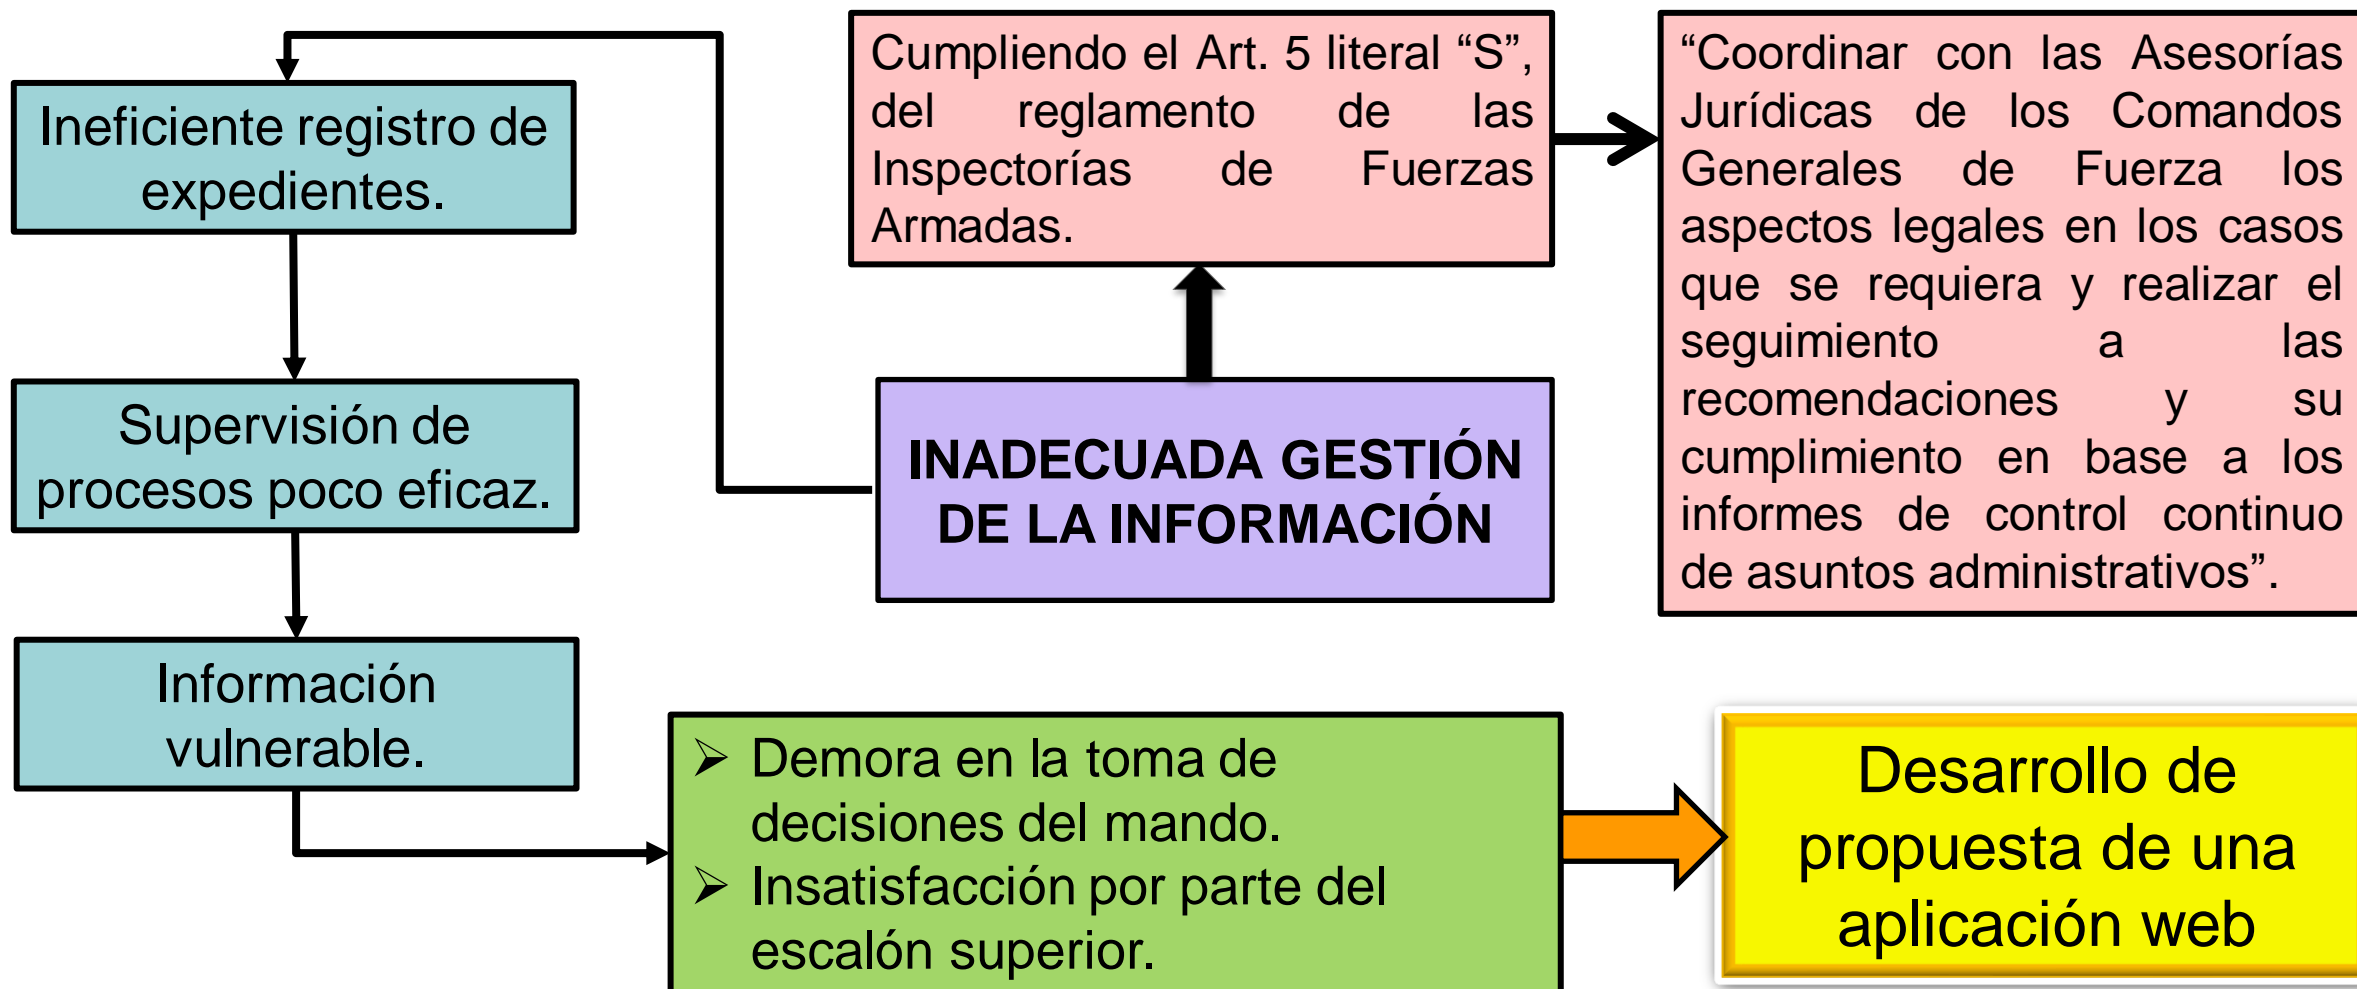 Ineficiente registro de
expedientes.
Supervisión de
procesos poco eficaz.
Información
vulnerable.
Cumpliendo el Art. 5 literal “S”,
del reglamento de las
Inspectorías de Fuerzas
Armadas.
“Coordinar con las Asesorías
Jurídicas de los Comandos
Generales de Fuerza los
aspectos legales en los casos
que se requiera y realizar el
seguimiento a las
recomendaciones y su
cumplimiento en base a los
informes de control continuo
de asuntos administrativos”.
INADECUADA GESTIÓN
DE LA INFORMACIÓN
➢ Demora en la toma de
decisiones del mando.
➢ Insatisfacción por parte del
escalón superior.
Desarrollo de
propuesta de una
aplicación web